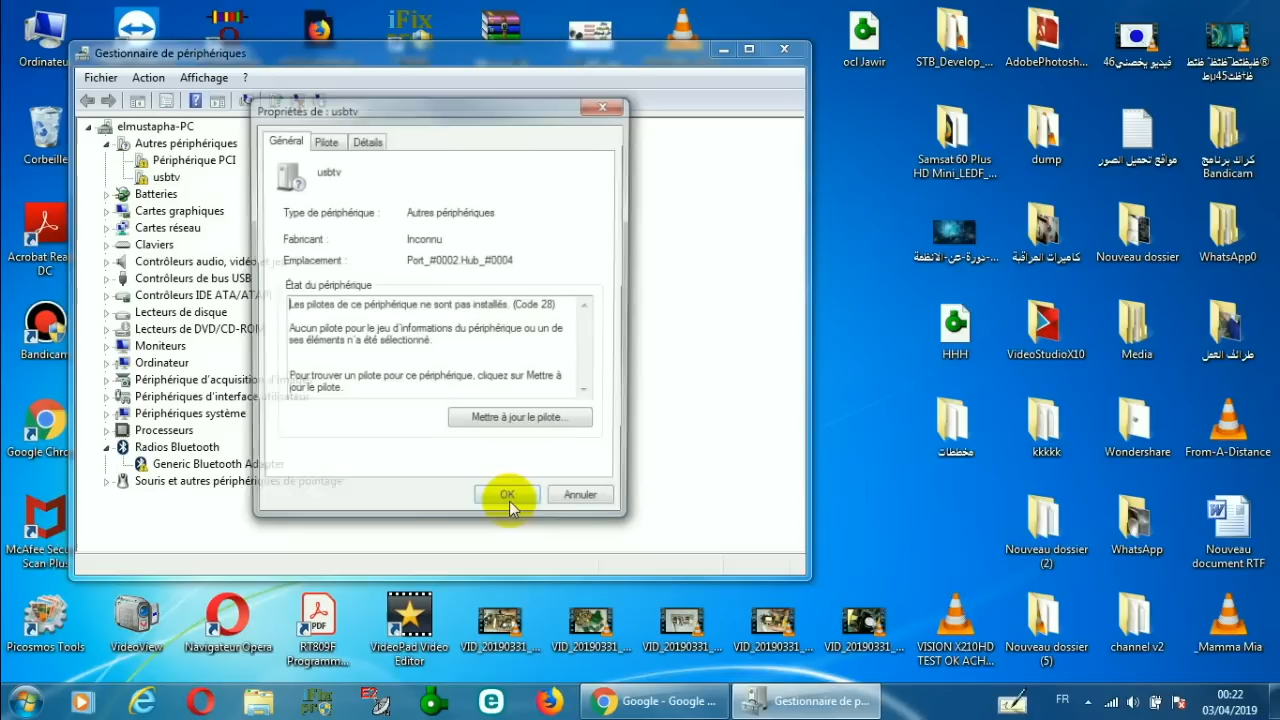 Ordinateur
iFix
ocl Jawir
STB_Develop_...
AdobePhotosh...
فيديو يخصني46
Gestionnaire de périphériques
Fichier Action Affichage ?
Propriétés de : usbtv
Général Pilote Détails
usbtv
Type de périphérique : Autres périphériques
Fabricant : Inconnu
Emplacement : Port_#0002.Hub_#0004
État du périphérique
Les pilotes de ce périphérique ne sont pas installés. (Code 28)
Aucun pilote pour le jeu d'informations du périphérique ou un de
ses éléments n'a été sélectionné.
Pour trouver un pilote pour ce périphérique, cliquez sur Mettre à
jour le pilote.
Mettre à jour le pilote...
OK Annuler
elmustapha-PC
Autres périphériques
Périphérique PCI
usbtv
Batteries
Cartes graphiques
Cartes réseau
Claviers
Contrôleurs audio, vidéo et jeu
Contrôleurs de bus USB
Contrôleurs IDE ATA/ATAPI
Lecteurs de disque
Lecteurs de DVD/CD-ROM
Moniteurs
Ordinateur
Périphérique d'acquisition d'images
Périphériques d'interface utilisateur
Périphériques système
Processeurs
Radios Bluetooth
Generic Bluetooth Adapter
Souris et autres périphériques de pointage
Corbeille
Acrobat Rea
DC
Bandicam
Google Chro
McAfee Secu
Scan Plus
Samsat 60 Plus
HD Mini_LEDF_...
dump
مواقع تحميل الصور
كراك برنامج
Bandicam
كاميرات المراقبة
Nouveau dossier
WhatsApp0
HHH
VideoStudioX10
Media
طرائف العمل
مخططات
kkkkk
Wondershare
From-A-Distance
Nouveau dossier
(2)
WhatsApp
Nouveau
document RTF
Picosmos Tools
VideoView
Navigateur Opera
PDF
RT809F
Programm...
VideoPad Video
Editor
VID_20190331_...
VID_20190331_...
VID_20190331_...
VID_20190331_...
VID_20190331_...
VISION X210HD
TEST OK ACH...
Nouveau dossier
(5)
channel v2
_Mamma Mia
Google - Google ...
Gestionnaire de p...
FR
00:22
03/04/2019